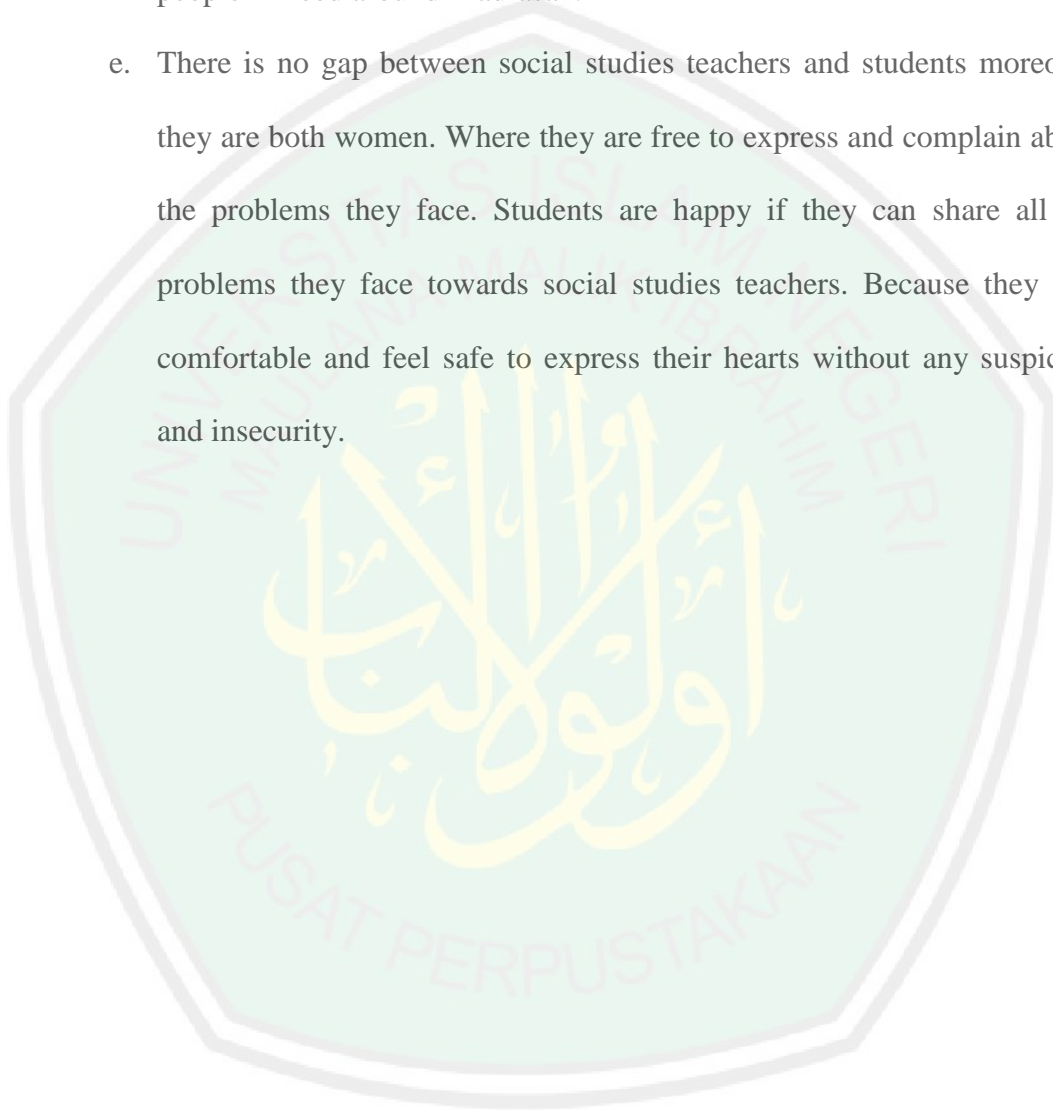 e. There is no gap between social studies teachers and students moreo
they are both women. Where they are free to express and complain ab
the problems they face. Students are happy if they can share all
problems they face towards social studies teachers. Because they
comfortable and feel safe to express their hearts without any suspic
and insecurity.
UNIVERSITAS ISLAM NEGERI
MAULANA MALIK IBRAHIM
أولوا الألباب
PUSAT PERPUSTAKAAN